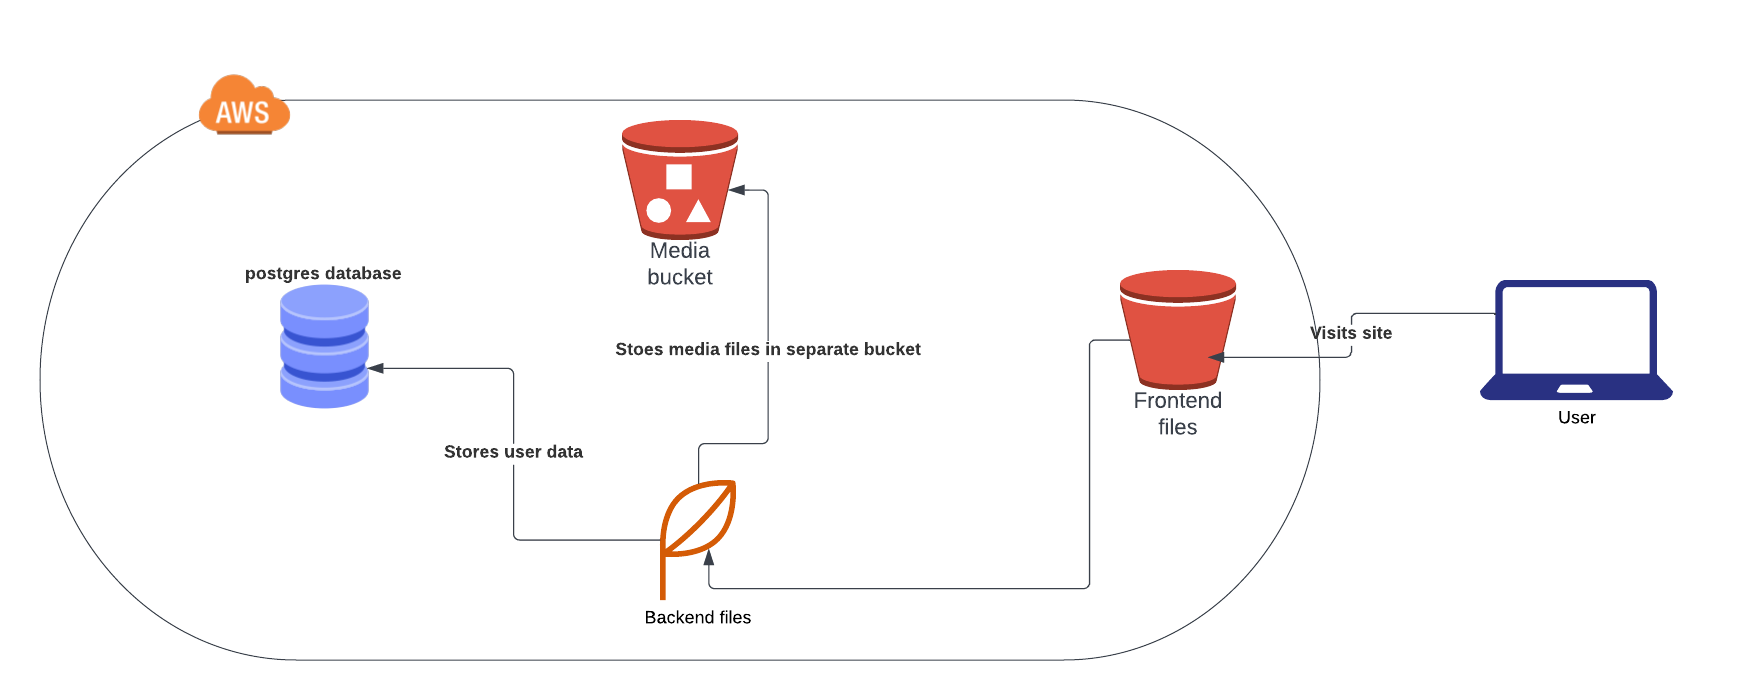 AWS
Media
bucket
postgres database
Visits site
Stoes media files in separate bucket
Frontend
files
User
Stores user data
Backend files